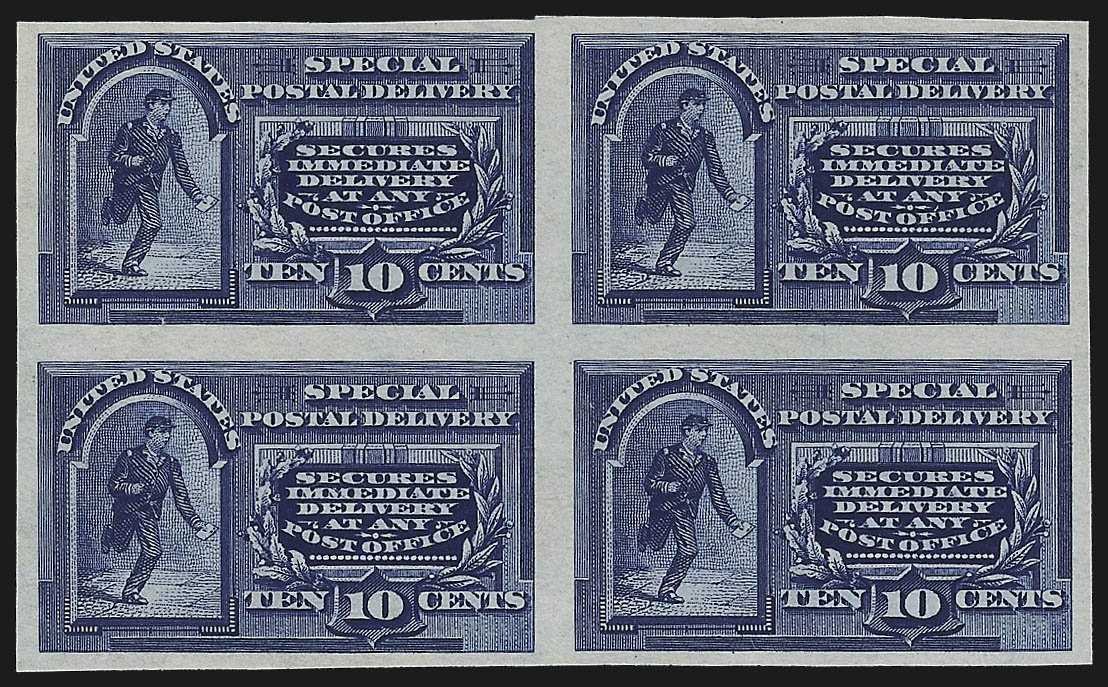 UNITED STATES
SPECIAL
POSTAL DELIVERY
SECURES
IMMEDIATE
DELIVERY
AT ANY
POST OFFICE
TEN 10 CENTS
UNITED STATES
SPECIAL
POSTAL DELIVERY
SECURES
IMMEDIATE
DELIVERY
AT ANY
POST OFFICE
TEN 10 CENTS
UNITED STATES
SPECIAL
POSTAL DELIVERY
SECURES
IMMEDIATE
DELIVERY
AT ANY
POST OFFICE
TEN 10 CENTS
UNITED STATES
SPECIAL
POSTAL DELIVERY
SECURES
IMMEDIATE
DELIVERY
AT ANY
POST OFFICE
TEN 10 CENTS